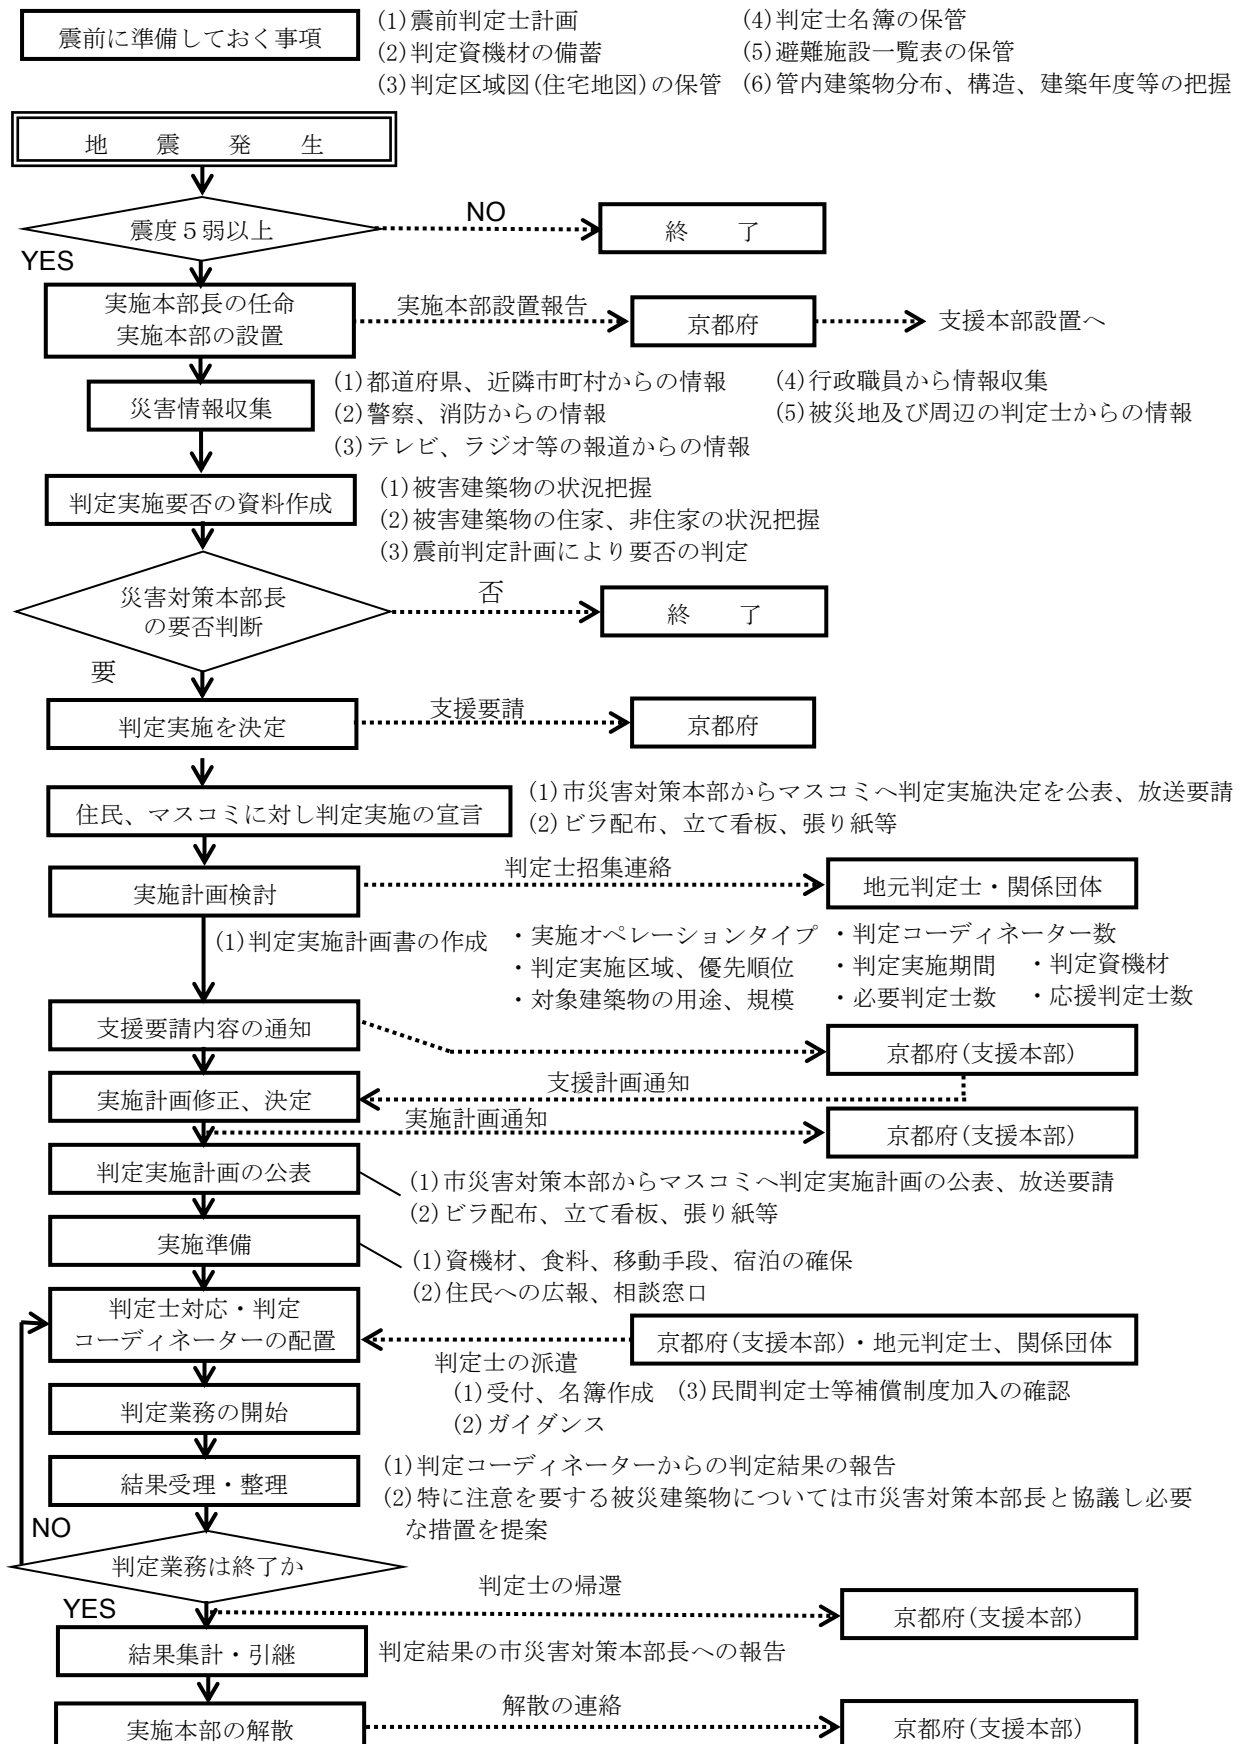 震前に準備しておく事項
(1)震前判定士計画
(2)判定資機材の備蓄
(3)判定区域図(住宅地図)の保管
(4)判定士名簿の保管
(5)避難施設一覧表の保管
(6)管内建築物分布、構造、建築年度等の把握
地 震 発 生
震度５弱以上
NO
終 了
YES
実施本部長の任命
実施本部の設置
実施本部設置報告
京都府
支援本部設置へ
災害情報収集
(1)都道府県、近隣市町村からの情報
(2)警察、消防からの情報
(3)テレビ、ラジオ等の報道からの情報
(4)行政職員から情報収集
(5)被災地及び周辺の判定士からの情報
判定実施要否の資料作成
(1)被害建築物の状況把握
(2)被害建築物の住家、非住家の状況把握
(3)震前判定計画により要否の判定
災害対策本部長
の要否判断
否
終 了
要
判定実施を決定
支援要請
京都府
住民、マスコミに対し判定実施の宣言
(1)市災害対策本部からマスコミへ判定実施決定を公表、放送要請
(2)ビラ配布、立て看板、張り紙等
実施計画検討
判定士招集連絡
地元判定士・関係団体
(1)判定実施計画書の作成
・実施オペレーションタイプ
・判定実施区域、優先順位
・対象建築物の用途、規模
・判定コーディネーター数
・判定実施期間 ・判定資機材
・必要判定士数 ・応援判定士数
支援要請内容の通知
京都府(支援本部)
支援計画通知
実施計画修正、決定
実施計画通知
京都府(支援本部)
判定実施計画の公表
(1)市災害対策本部からマスコミへ判定実施計画の公表、放送要請
(2)ビラ配布、立て看板、張り紙等
実施準備
(1)資機材、食料、移動手段、宿泊の確保
(2)住民への広報、相談窓口
判定士対応・判定
コーディネーターの配置
京都府(支援本部)・地元判定士、関係団体
判定士の派遣
(1)受付、名簿作成
(2)ガイダンス
(3)民間判定士等補償制度加入の確認
判定業務の開始
結果受理・整理
(1)判定コーディネーターからの判定結果の報告
(2)特に注意を要する被災建築物については市災害対策本部長と協議し必要
な措置を提案
NO
判定業務は終了か
YES
判定士の帰還
京都府(支援本部)
結果集計・引継
判定結果の市災害対策本部長への報告
実施本部の解散
解散の連絡
京都府(支援本部)